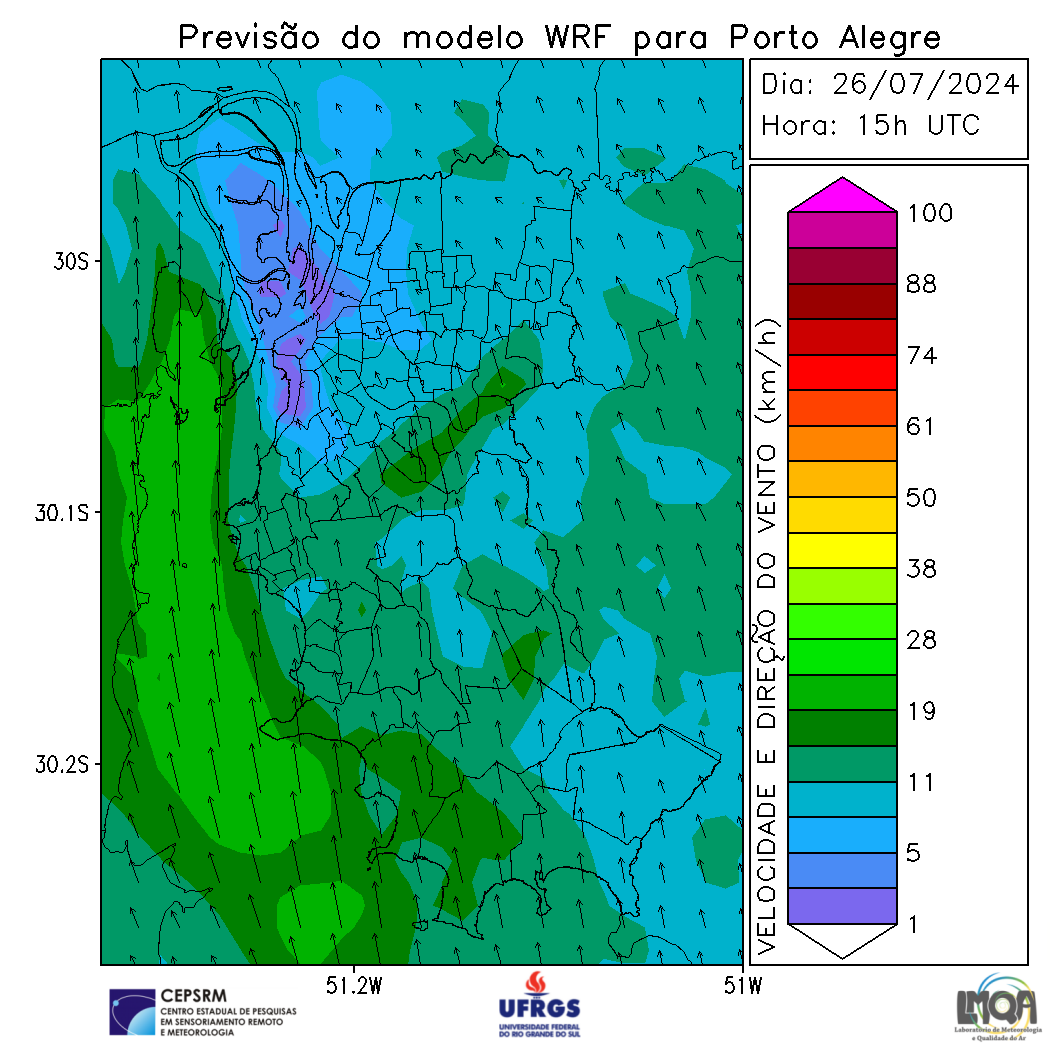 Previsão do modelo WRF para Porto Alegre
Dia: 26/07/2024
Hora: 15h UTC
30S
30.1S
30.2S
51.2W
51W
VELOCIDADE E DIREÇÃO DO VENTO (km/h)
100
88
74
61
50
38
28
19
11
5
1
CEPSRM
CENTRO ESTADUAL DE PESQUISAS
EM SENSORIAMENTO REMOTO
E METEOROLOGIA
UFRGS
UNIVERSIDADE FEDERAL
DO RIO GRANDE DO SUL
LMQA
Laboratório de Meteorologia
e Qualidade do Ar